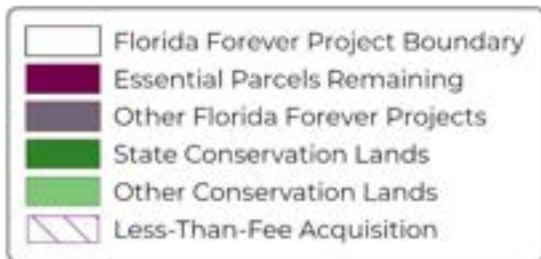 Florida Forever Project Boundary
Essential Parcels Remaining
Other Florida Forever Projects
State Conservation Lands
Other Conservation Lands
Less-Than-Fee Acquisition